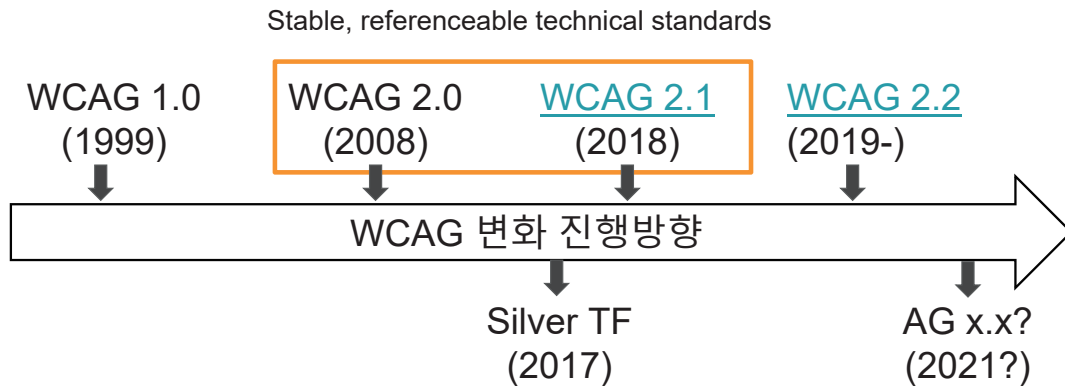 Stable, referenceable technical standards
WCAG 1.0
(1999)
WCAG 2.0
(2008)
WCAG 2.1
(2018)
WCAG 2.2
(2019-)
WCAG 변화 진행방향
Silver TF
(2017)
AG x.x?
(2021?)